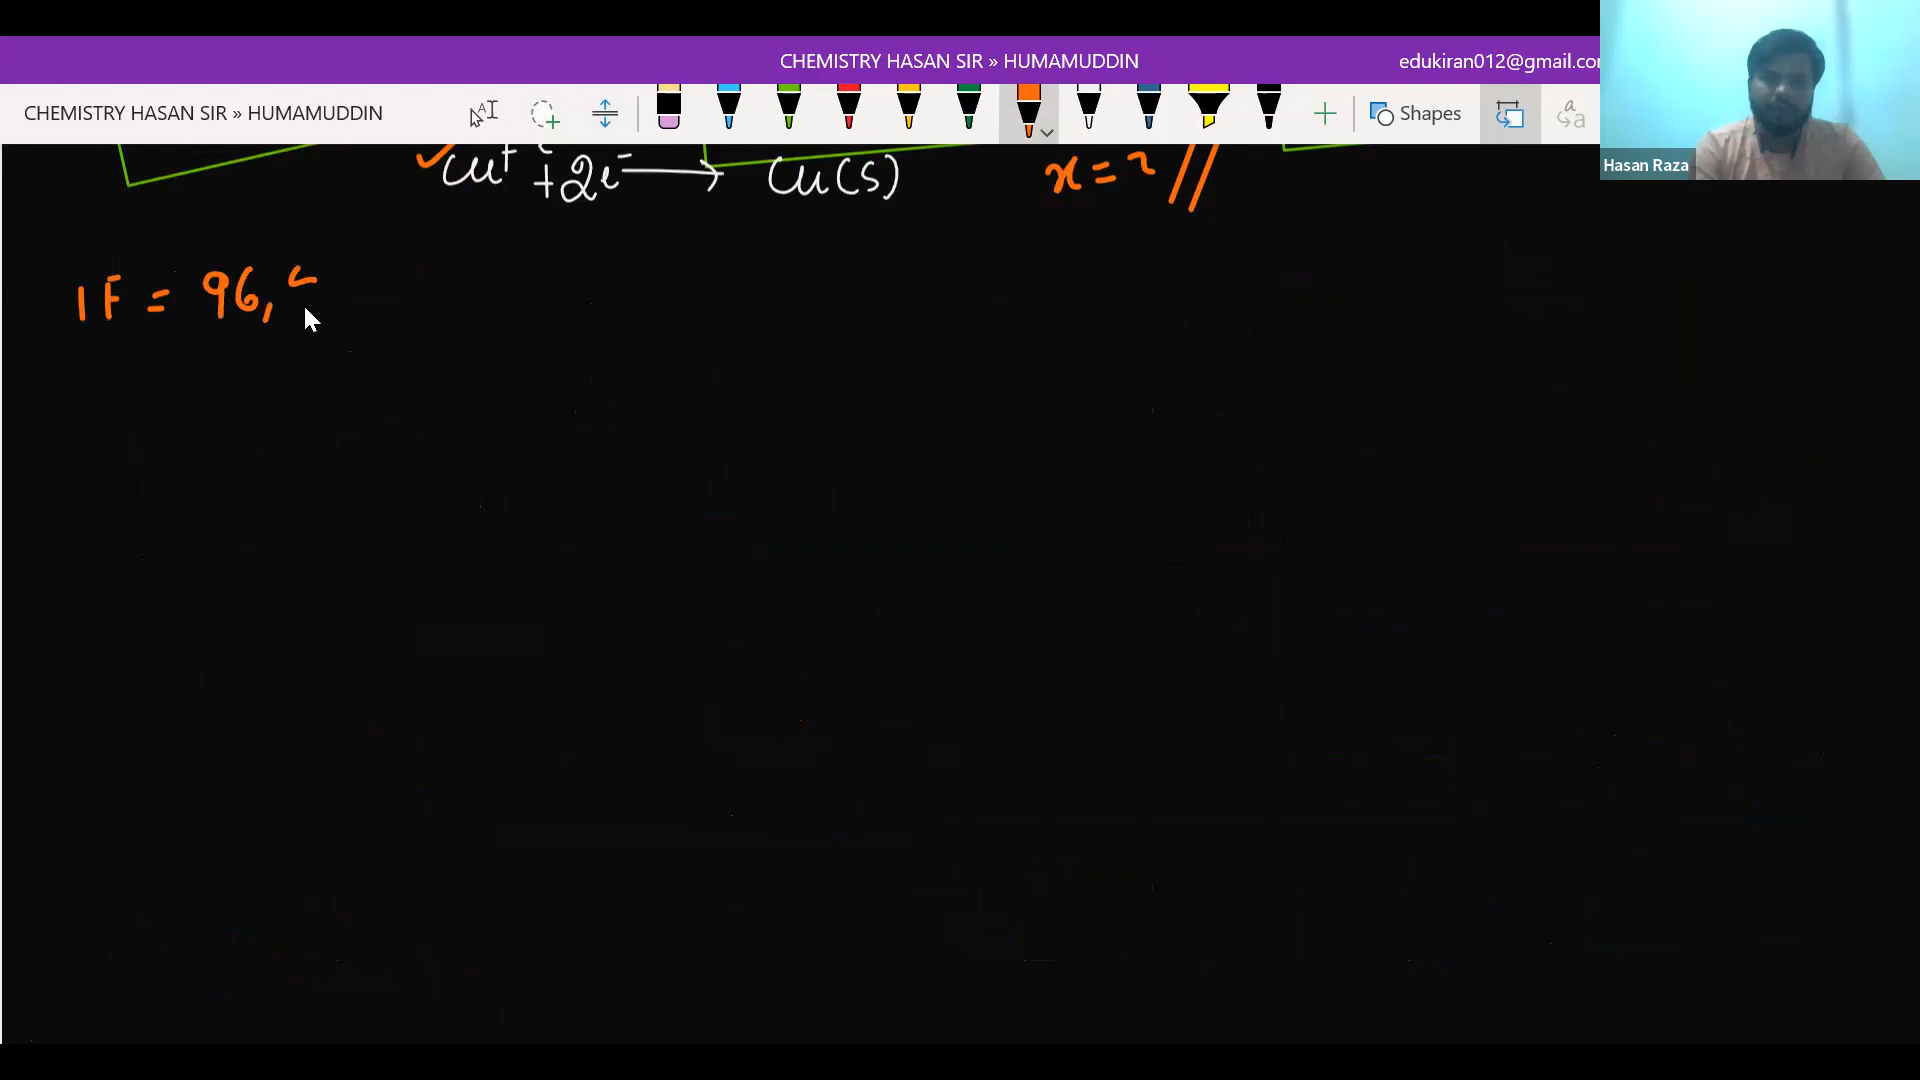 CHEMISTRY HASAN SIR » HUMAMUDDIN
edukiran012@gmail.co
CHEMISTRY HASAN SIR » HUMAMUDDIN
Shapes
Hasan Raza
Cu+ +2e- → Cu(s)
x = 2 //
1F = 96,